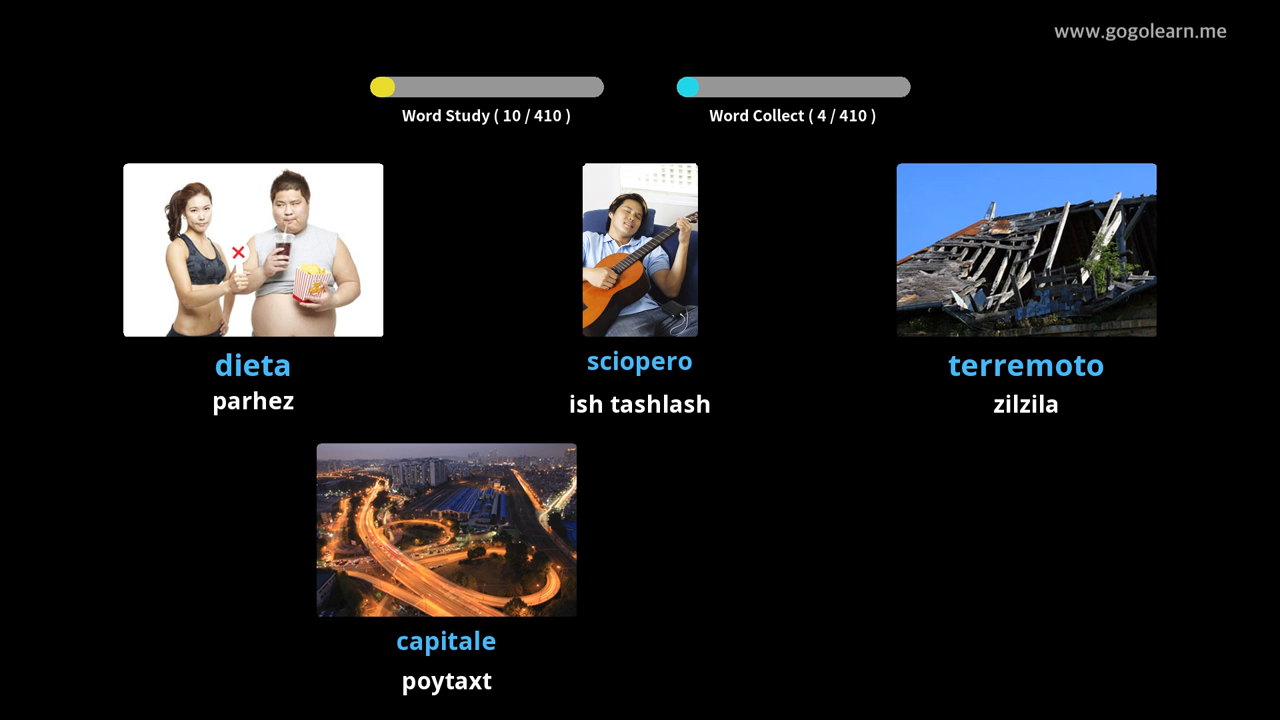 www.gogolearn.me
Word Study ( 10 / 410 )
Word Collect ( 4 / 410 )
dieta
parhez
sciopero
ish tashlash
terremoto
zilzila
capitale
poytaxt